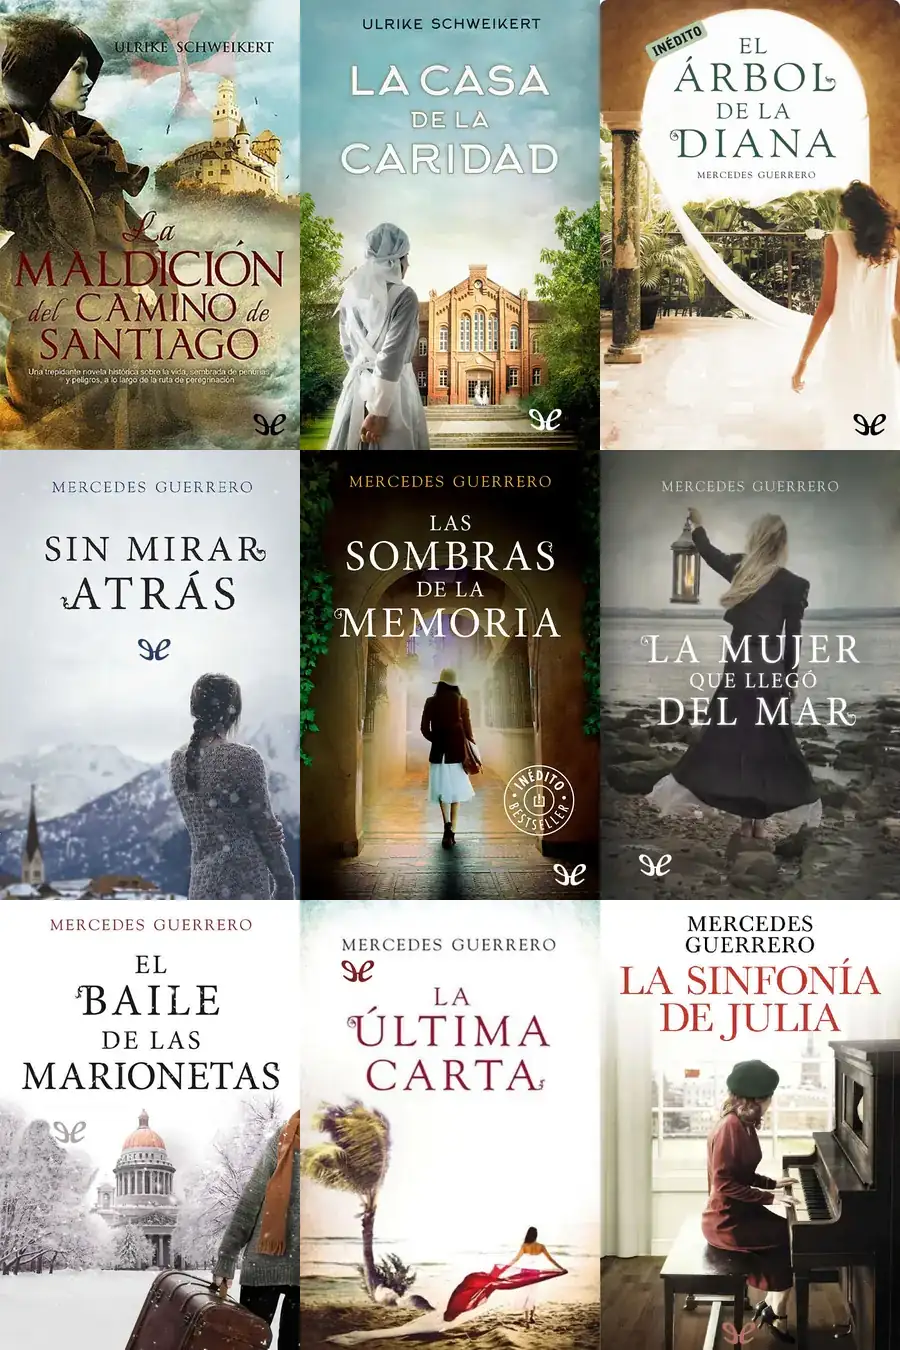 ULRIKE SCHWEIKERT
La
MALDICIÓN
del CAMINO de
SANTIAGO
Una trepidante novela histórica sobre la vida, sembrada de penurias
y peligros, a lo largo de la ruta de peregrinación
ULRIKE SCHWEIKERT
LA CASA
DE LA
CARIDAD
INÉDITO
EL
ÁRBOL
DE LA
DIANA
MERCEDES GUERRERO
MERCEDES GUERRERO
SIN MIRAR
ATRÁS
MERCEDES GUERRERO
LAS
SOMBRAS
DE LA
MEMORIA
INÉDITO
BESTSELLER
MERCEDES GUERRERO
LA MUJER
QUE LLEGÓ
DEL MAR
MERCEDES GUERRERO
EL
BAILE
DE LAS
MARIONETAS
MERCEDES GUERRERO
LA
ÚLTIMA
CARTA
MERCEDES
GUERRERO
LA SINFONÍA
DE JULIA